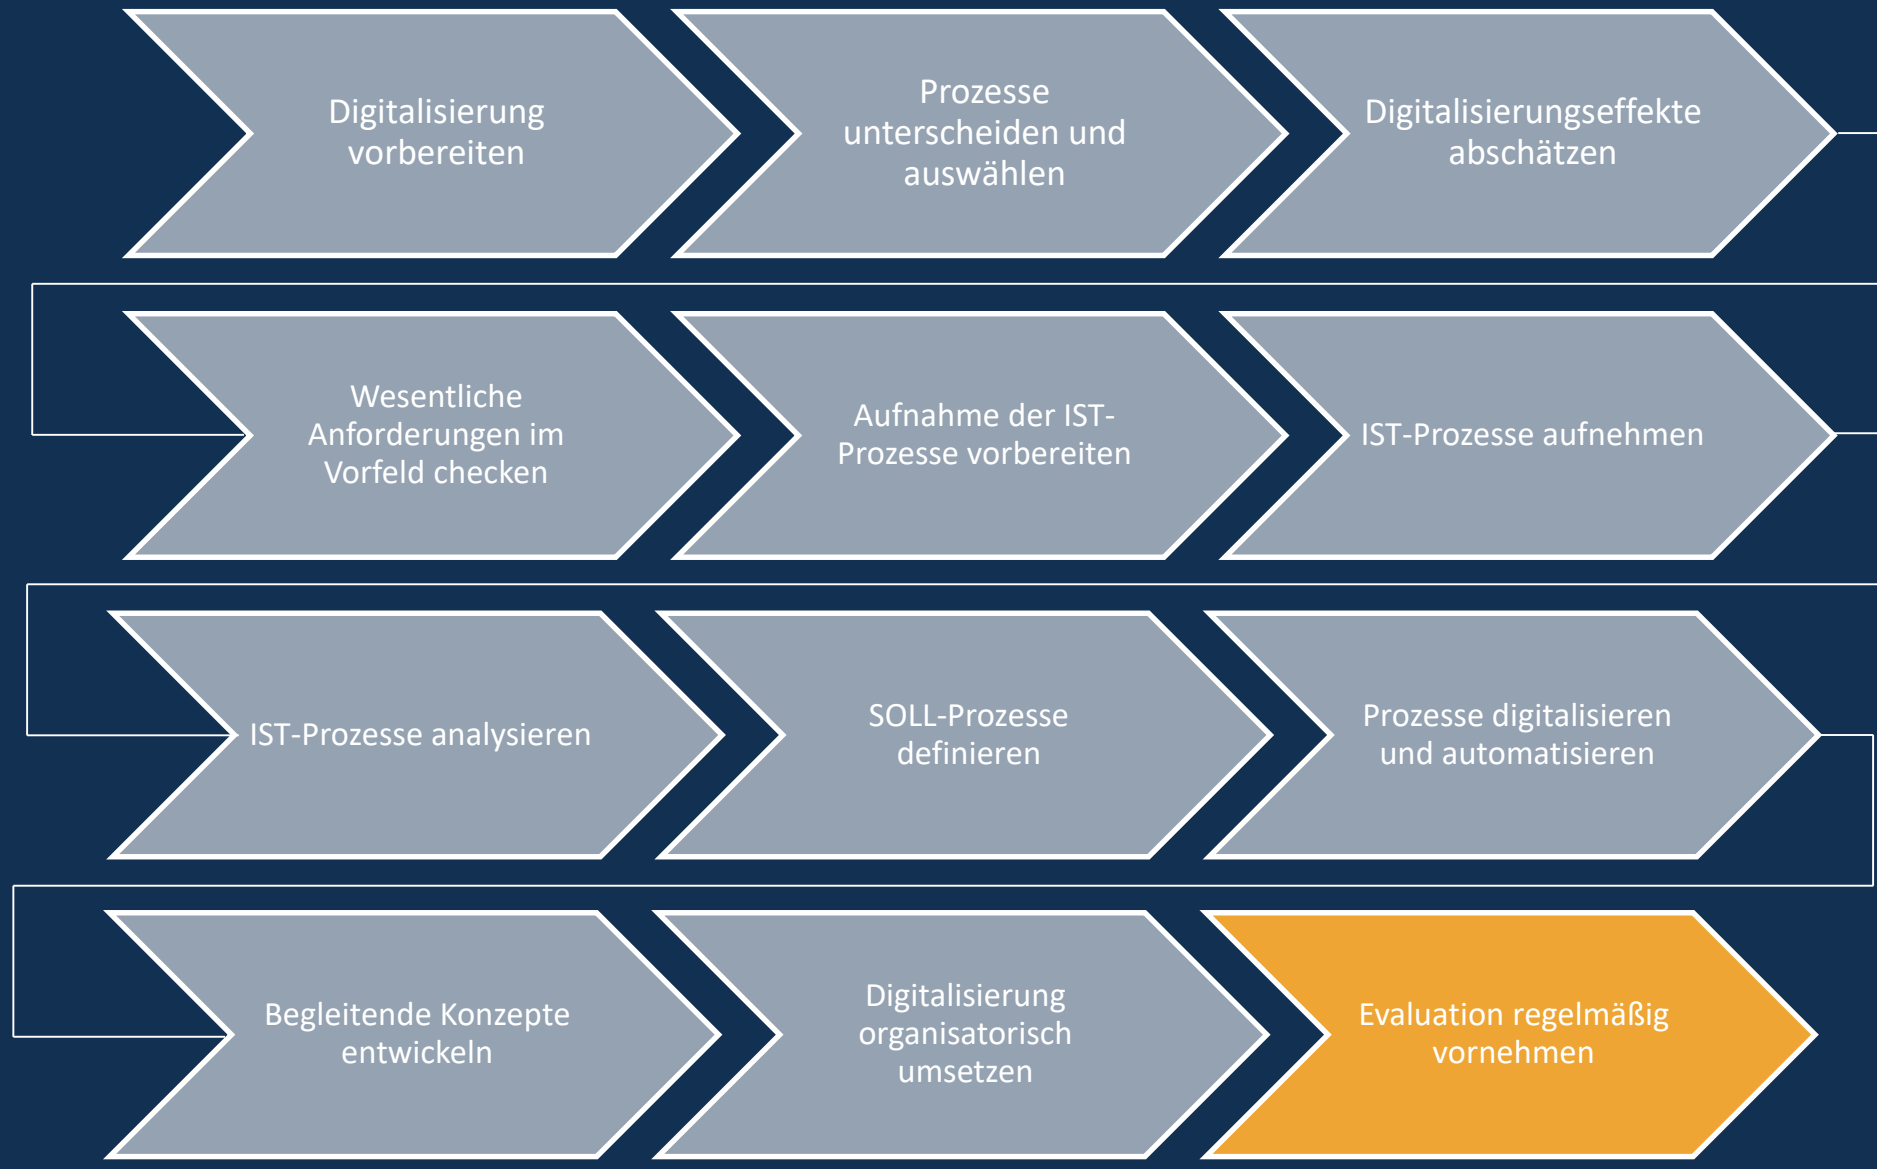 Digitalisierung
vorbereiten
Prozesse
unterscheiden und
auswählen
Digitalisierungseffekte
abschätzen
Wesentliche
Anforderungen im
Vorfeld checken
Aufnahme der IST-
Prozesse vorbereiten
IST-Prozesse aufnehmen
IST-Prozesse analysieren
SOLL-Prozesse
definieren
Prozesse digitalisieren
und automatisieren
Begleitende Konzepte
entwickeln
Digitalisierung
organisatorisch
umsetzen
Evaluation regelmäßig
vornehmen